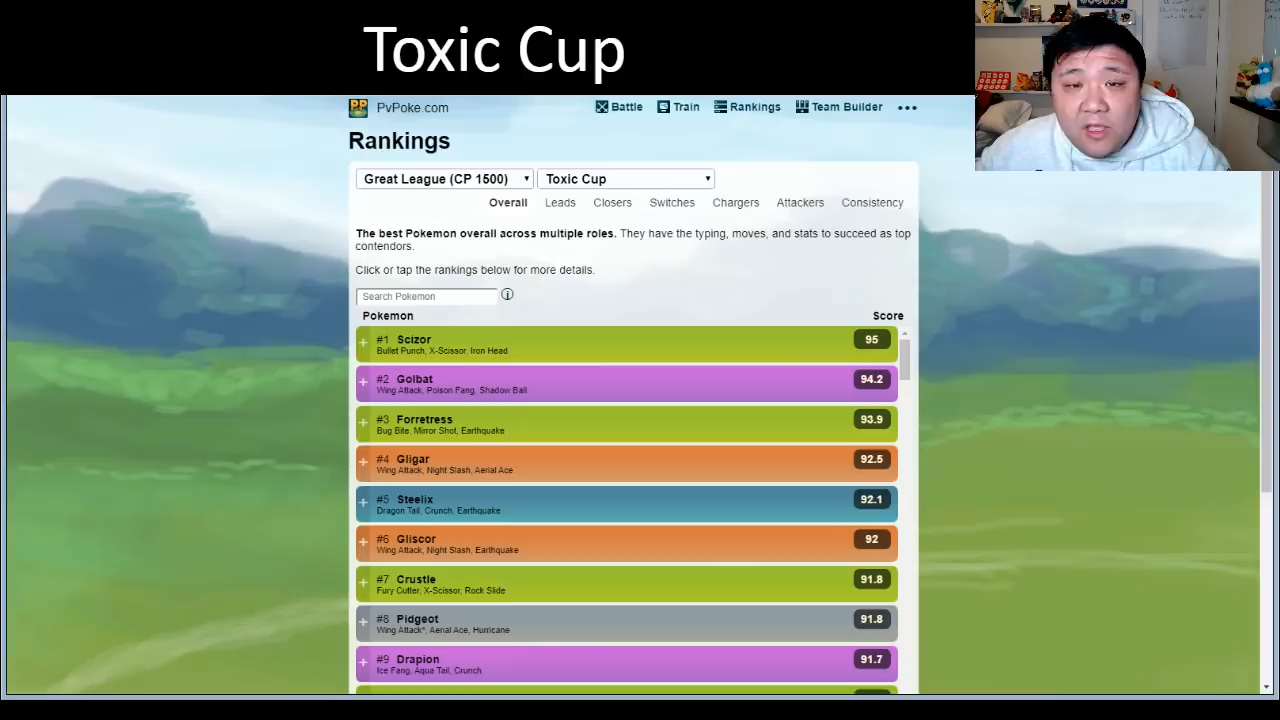 Toxic Cup
PvPoke.com
Battle
Train
Rankings
Team Builder
Rankings
Great League (CP 1500)
Toxic Cup
Overall
Leads
Closers
Switches
Chargers
Attackers
Consistency
The best Pokemon overall across multiple roles. They have the typing, moves, and stats to succeed as top
contendors.
Click or tap the rankings below for more details.
Search Pokemon
Pokemon
Score
+ #1 Scizor 95
Bullet Punch, X-Scissor, Iron Head
+ #2 Golbat 94.2
Wing Attack, Poison Fang, Shadow Ball
+ #3 Forretress 93.9
Bug Bite, Mirror Shot, Earthquake
+ #4 Gligar 92.5
Wing Attack, Night Slash, Aerial Ace
+ #5 Steelix 92.1
Dragon Tail, Crunch, Earthquake
+ #6 Gliscor 92
Wing Attack, Night Slash, Earthquake
+ #7 Crustle 91.8
Fury Cutter, X-Scissor, Rock Slide
+ #8 Pidgeot 91.8
Wing Attack*, Aerial Ace, Hurricane
+ #9 Drapion 91.7
Ice Fang, Aqua Tail, Crunch